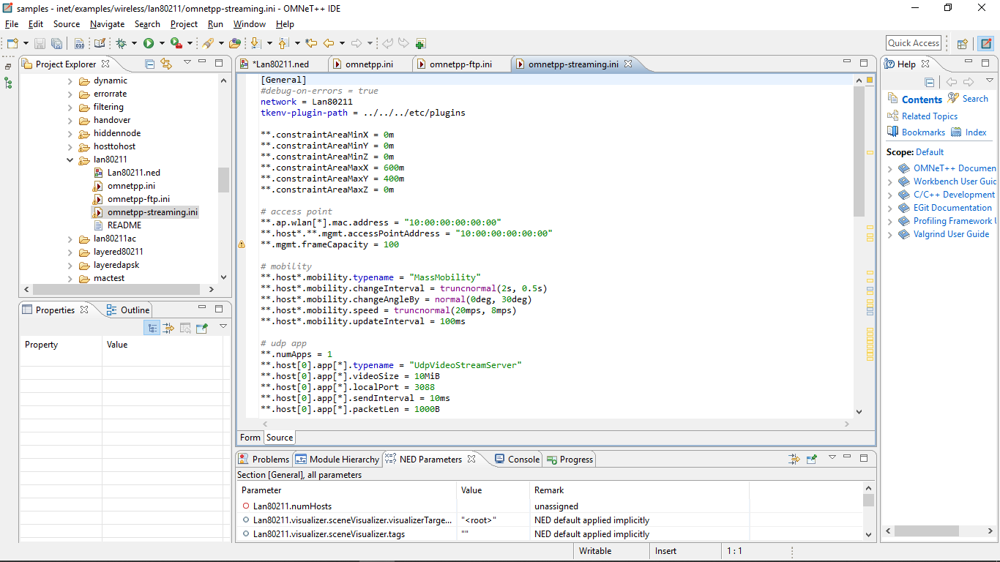 samples - inet/examples/wireless/lan80211/omnetpp-streaming.ini - OMNeT++ IDE
File Edit Source Navigate Search Project Run Window Help
Quick Access
Project Explorer
dynamic
errorrate
filtering
handover
hiddennode
hosttohost
lan80211
Lan80211.ned
omnetpp.ini
omnetpp-ftp.ini
omnetpp-streaming.ini
README
lan80211ac
layered80211
layeredapsk
mactest
Properties Outline
Property Value
*Lan80211.ned omnetpp.ini omnetpp-ftp.ini omnetpp-streaming.ini
[General]
#debug-on-errors = true
network = Lan80211
tkenv-plugin-path = ../../../etc/plugins
**.constraintAreaMinX = 0m
**.constraintAreaMinY = 0m
**.constraintAreaMinZ = 0m
**.constraintAreaMaxX = 600m
**.constraintAreaMaxY = 400m
**.constraintAreaMaxZ = 0m
# access point
**.ap.wlan[*].mac.address = "10:00:00:00:00:00"
**.host*.**.mgmt.accessPointAddress = "10:00:00:00:00:00"
**.mgmt.frameCapacity = 100
# mobility
**.host*.mobility.typename = "MassMobility"
**.host*.mobility.changeInterval = truncnormal(2s, 0.5s)
**.host*.mobility.changeAngleBy = normal(0deg, 30deg)
**.host*.mobility.speed = truncnormal(20mps, 8mps)
**.host*.mobility.updateInterval = 100ms
# udp app
**.numApps = 1
**.host[0].app[*].typename = "UdpVideoStreamServer"
**.host[0].app[*].videoSize = 10MiB
**.host[0].app[*].localPort = 3088
**.host[0].app[*].sendInterval = 10ms
**.host[0].app[*].packetLen = 1000B
Form Source
Problems Module Hierarchy NED Parameters Console Progress
Section [General], all parameters
Parameter Value Remark
Lan80211.numHosts unassigned
Lan80211.visualizer.sceneVisualizer.visualizerTarge... "<root>" NED default applied implicitly
Lan80211.visualizer.sceneVisualizer.tags "" NED default applied implicitly
Help
Contents Search
Related Topics
Bookmarks Index
Scope: Default
OMNeT++ Documen
Workbench User Guid
C/C++ Development
EGit Documentation
Profiling Framework U
Valgrind User Guide
Writable Insert 1 : 1